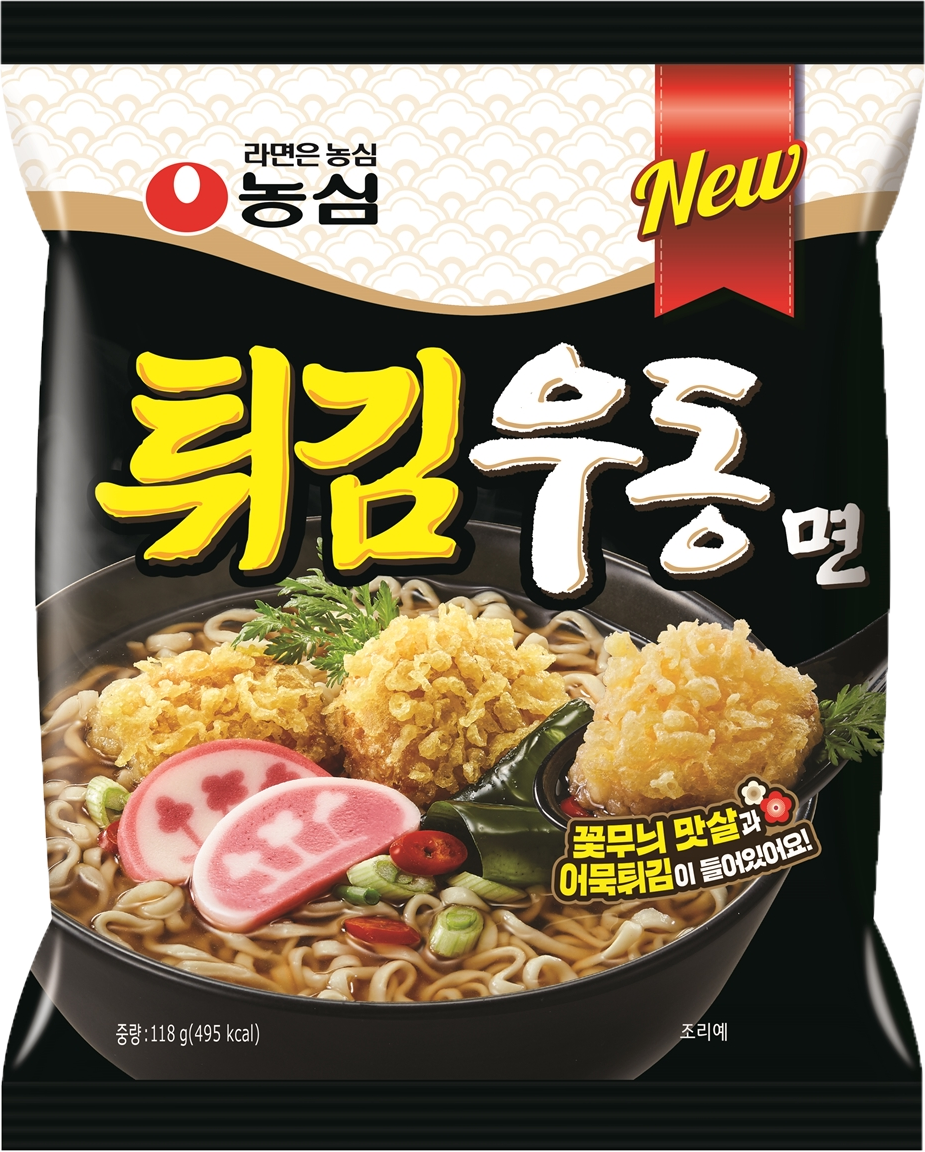 라면은 농심
농심
New
튀김우동면
꽃무늬 맛살과
어묵튀김이 들어있어요!
중량:118 g(495 kcal)
조리예